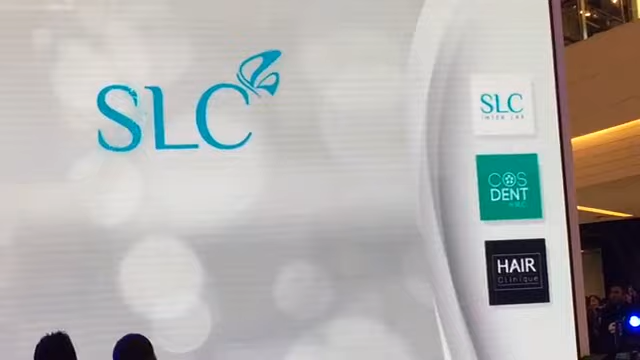 SLC
SLC
INTER LAB
COS
DENT
HAIR
Clinique